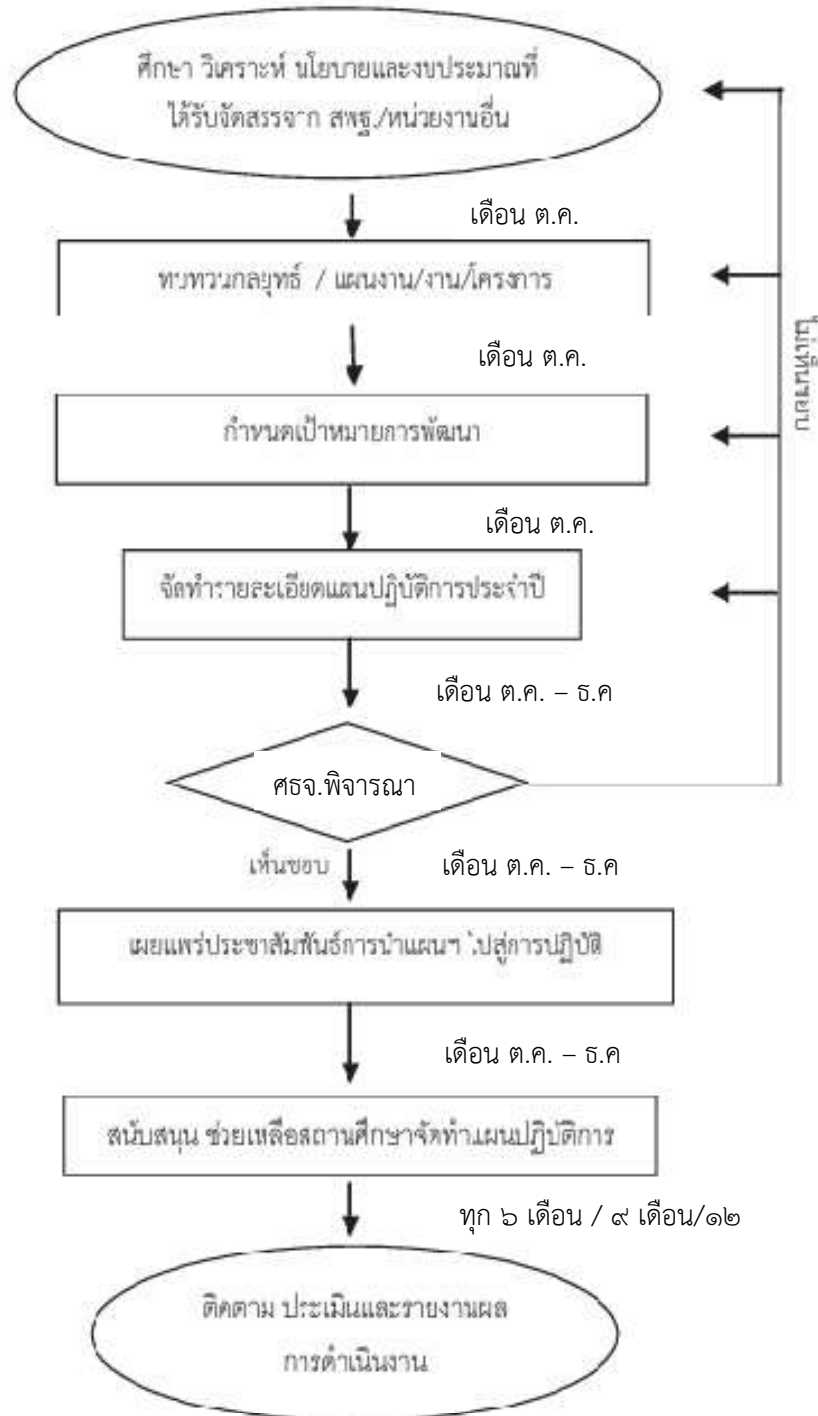 ศึกษา วิเคราะห์ นโยบายและงบประมาณที่
ได้รับจัดสรรจาก สพฐ./หน่วยงานอื่น
เดือน ต.ค.
ทบทวนกลยุทธ์ / แผนงาน/งาน/โครงการ
เดือน ต.ค.
ไม่เห็นชอบ
กำหนดเป้าหมายการพัฒนา
เดือน ต.ค.
จัดทำรายละเอียดแผนปฏิบัติการประจำปี
เดือน ต.ค. – ธ.ค
ศธจ.พิจารณา
เห็นชอบ
เดือน ต.ค. – ธ.ค
เผยแพร่ประชาสัมพันธ์การนำแผนฯ ไปสู่การปฏิบัติ
เดือน ต.ค. – ธ.ค
สนับสนุน ช่วยเหลือสถานศึกษาจัดทำแผนปฏิบัติการ
ทุก ๖ เดือน / ๙ เดือน/๑๒
ติดตาม ประเมินและรายงานผล
การดำเนินงาน